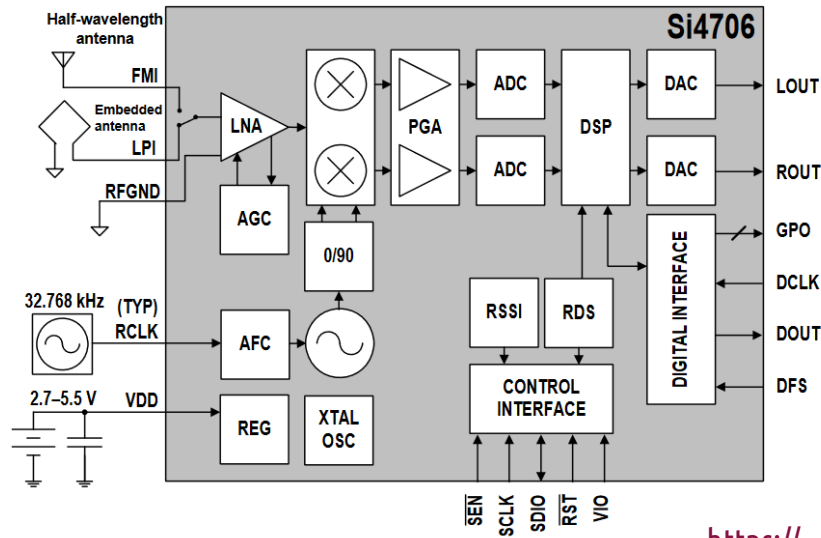 Si4706
Half-wavelength
antenna
FMI
Embedded
antenna
LPI
RFGND
LNA
AGC
PGA
ADC
ADC
DSP
DAC
DAC
LOUT
ROUT
GPO
DCLK
DOUT
DFS
DIGITAL INTERFACE
0/90
32.768 kHz (TYP)
RCLK
AFC
RSSI
RDS
2.7–5.5 V VDD
REG
XTAL
OSC
CONTROL
INTERFACE
SEN
SCLK
SDIO
RST
VIO